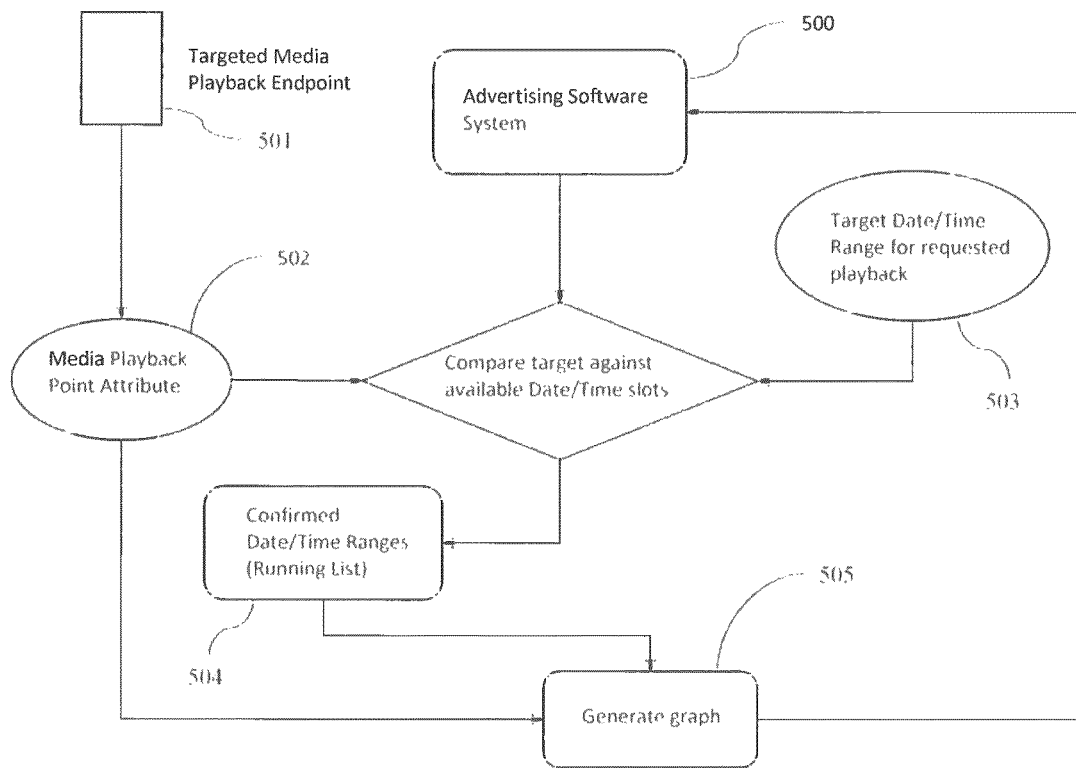 500
Targeted Media
Playback Endpoint
Advertising Software
System
501
Target Date/Time
Range for requested
playback
502
Media Playback
Point Attribute
Compare target against
available Date/Time slots
503
Confirmed
Date/Time Ranges
(Running List)
505
504
Generate graph